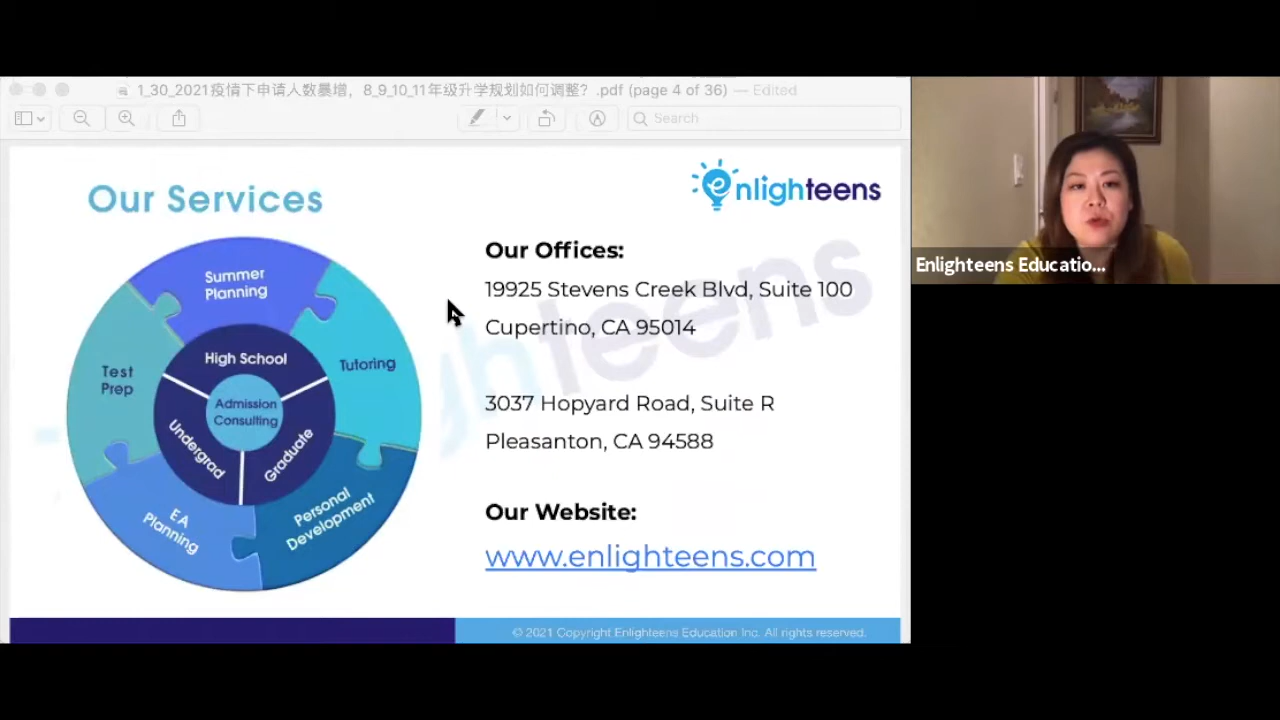 1_30_2021疫情下申请人数暴增，8_9_10_11年级升学规划如何调整? .pdf (page 4 of 36) — Edited
Search
Our Services
enlighteens
Summer
Planning
Tutoring
Test
Prep
High School
Admission
Consulting
Undergrad
Graduate
EA
Planning
Personal
Development
Our Offices:
19925 Stevens Creek Blvd, Suite 100
Cupertino, CA 95014
3037 Hopyard Road, Suite R
Pleasanton, CA 94588
Our Website:
www.enlighteens.com
© 2021 Copyright Enlighteens Education Inc. All rights reserved.
Enlighteens Educatio...